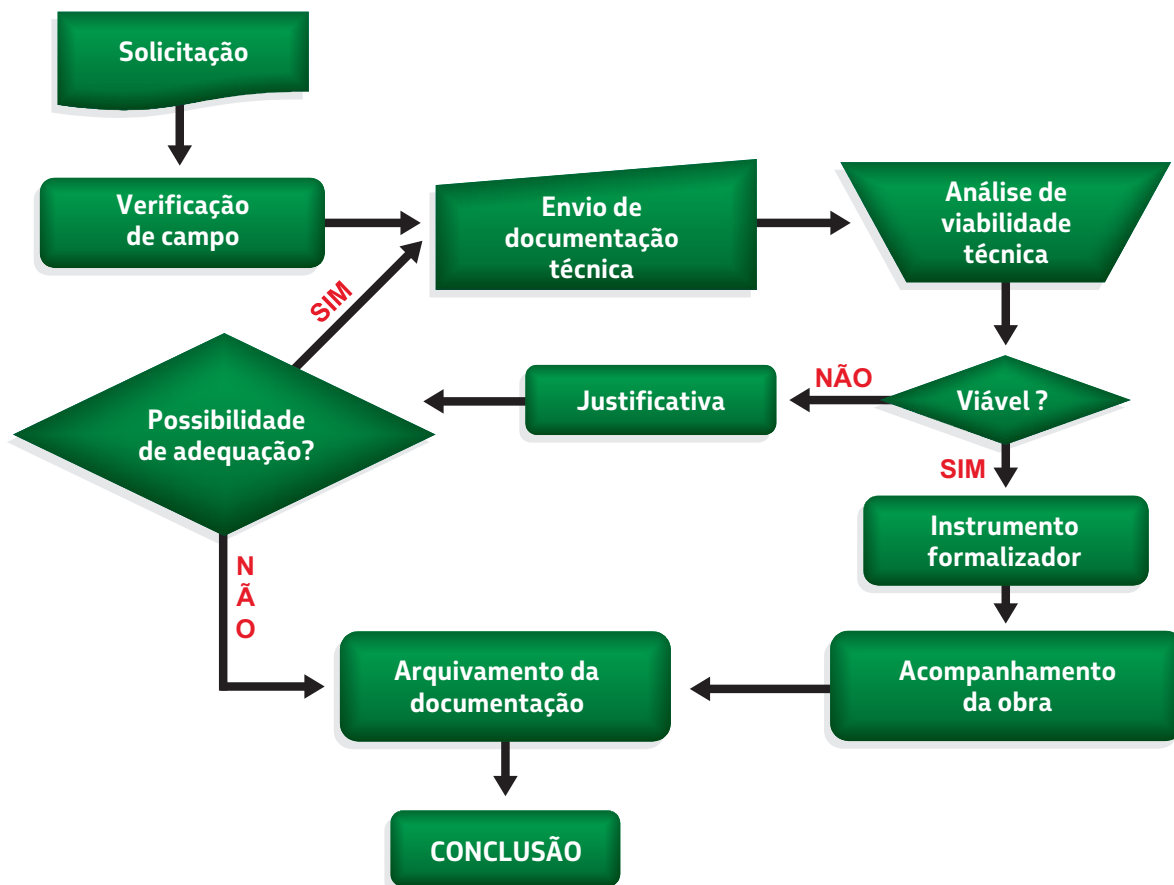 Solicitação
Verificação
de campo
Envio de
documentação
técnica
Análise de
viabilidade
técnica
SIM
Possibilidade
de adequação?
Justificativa
NÃO
Viável ?
SIM
Instrumento
formalizador
N
Ã
O
Arquivamento da
documentação
Acompanhamento
da obra
CONCLUSÃO